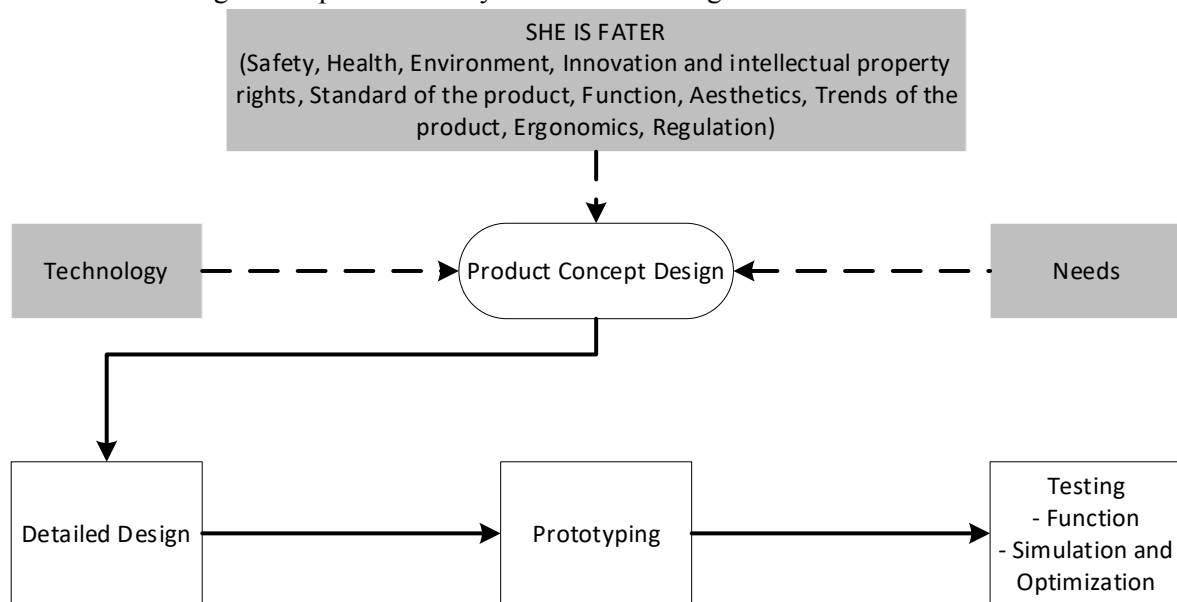 SHE IS FATER
(Safety, Health, Environment, Innovation and intellectual property
rights, Standard of the product, Function, Aesthetics, Trends of the
product, Ergonomics, Regulation)
Technology
Product Concept Design
Needs
Detailed Design
Prototyping
Testing
- Function
- Simulation and
Optimization